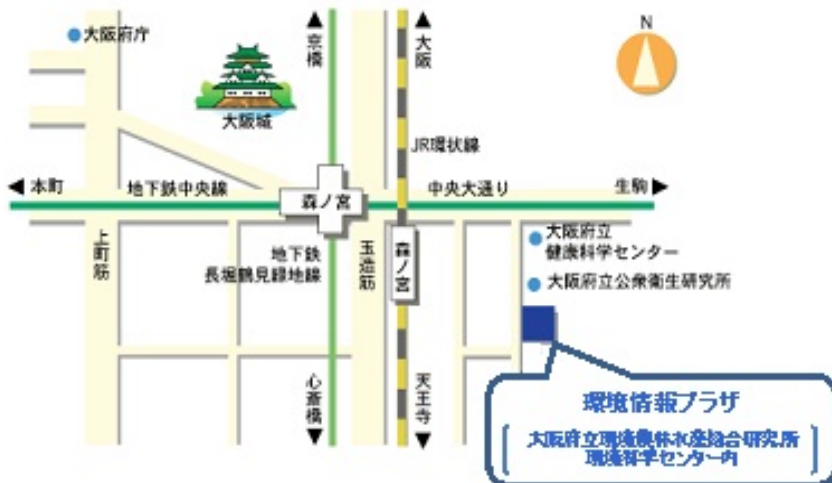 大阪府庁
大阪城
京橋
大阪
N
JR環状線
本町
地下鉄中央線
森ノ宮
中央大通り
生駒
上町筋
地下鉄
長堀鶴見緑地線
玉造筋
森ノ宮
大阪府立
健康科学センター
大阪府立公衆衛生研究所
心斎橋
天王寺
環境情報プラザ
大阪府立環境農林水産総合研究所
環境科学センター内